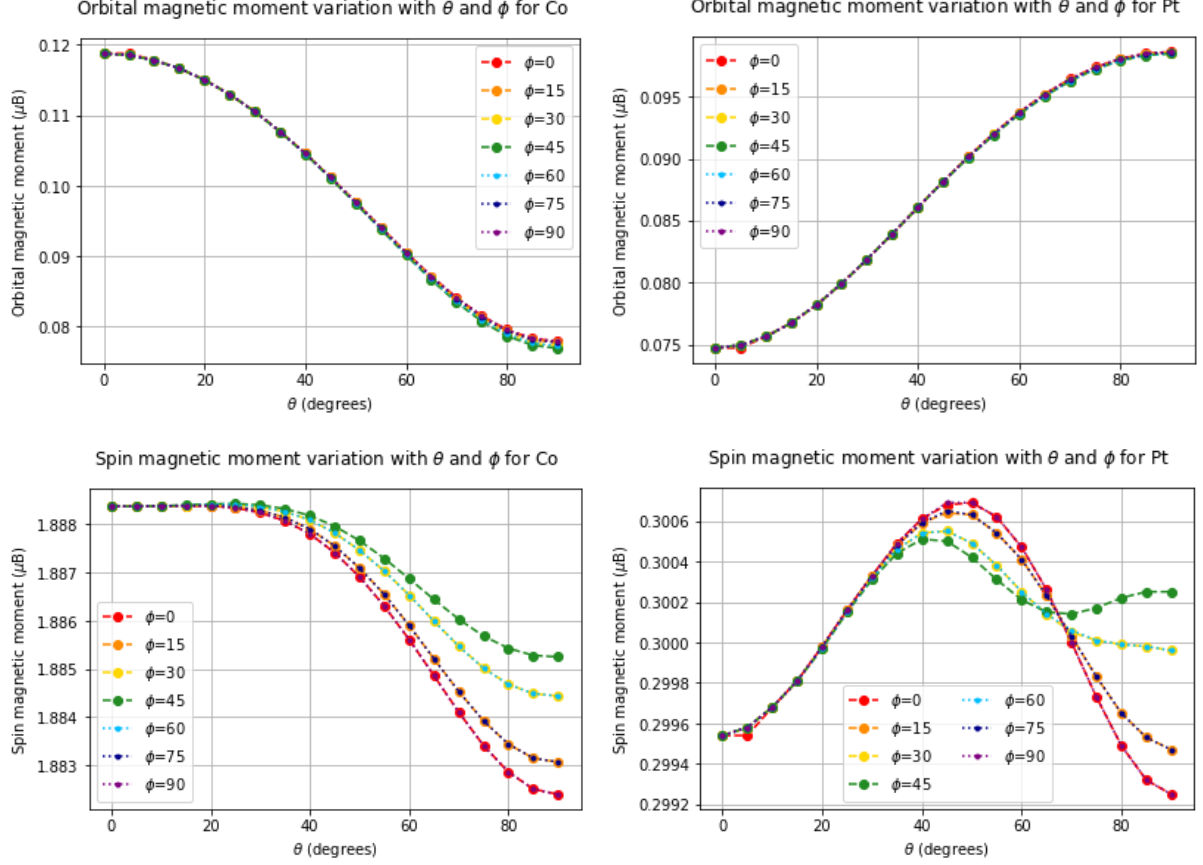 Orbital magnetic moment variation with θ and ϕ for Co
0.12
0.11
0.10
0.09
0.08
Orbital magnetic moment (μB)
ϕ=0
ϕ=15
ϕ=30
ϕ=45
ϕ=60
ϕ=75
ϕ=90
0
20
40
60
80
θ (degrees)
Orbital magnetic moment variation with θ and ϕ for Pt
0.095
0.090
0.085
0.080
0.075
Orbital magnetic moment (μB)
ϕ=0
ϕ=15
ϕ=30
ϕ=45
ϕ=60
ϕ=75
ϕ=90
0
20
40
60
80
θ (degrees)
Spin magnetic moment variation with θ and ϕ for Co
1.888
1.887
1.886
1.885
1.884
1.883
Spin magnetic moment (μB)
ϕ=0
ϕ=15
ϕ=30
ϕ=45
ϕ=60
ϕ=75
ϕ=90
0
20
40
60
80
θ (degrees)
Spin magnetic moment variation with θ and ϕ for Pt
0.3006
0.3004
0.3002
0.3000
0.2998
0.2996
0.2994
0.2992
Spin magnetic moment (μB)
ϕ=0
ϕ=15
ϕ=30
ϕ=45
ϕ=60
ϕ=75
ϕ=90
0
20
40
60
80
θ (degrees)